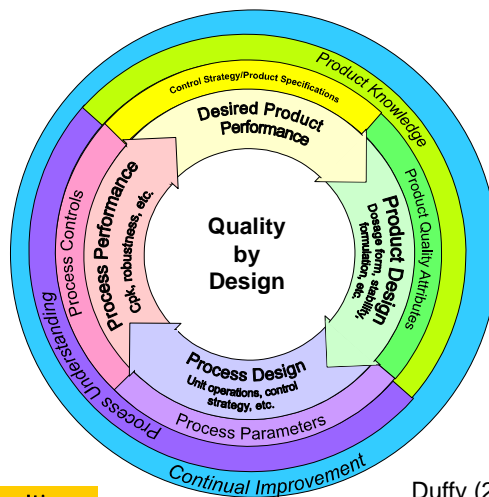 Product Knowledge
Control Strategy/Product Specifications
Desired Product
Performance
Product Quality Attributes
Product Design
Dosage form, stability,
formulation, etc.
Quality
by
Design
Process Performance
Cpk, robustness, etc.
Process Controls
Process Understanding
Process Design
Unit operations, control
strategy, etc.
Process Parameters
Continual Improvement
Duffy (2